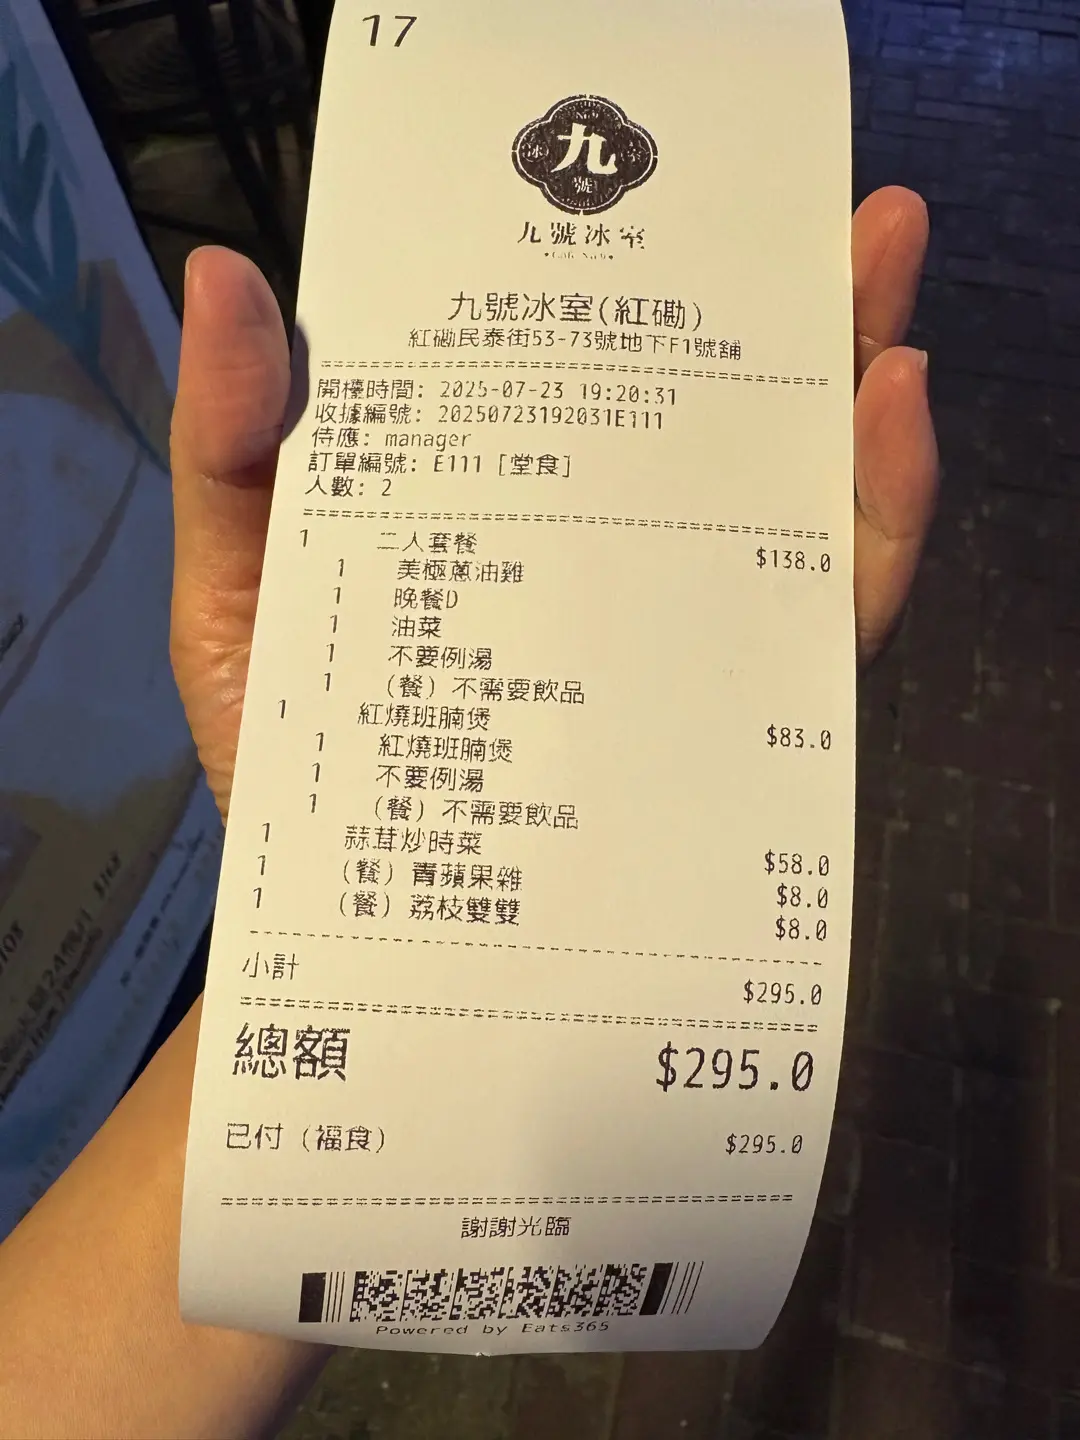 17
九
冰 室
號
九號冰室
九號冰室(紅磡)
紅磡民泰街53-73號地下F1號舖
開檯時間: 2025-07-23 19:20:31
收據編號: 20250723192031E111
侍應: manager
訂單編號: E111 [堂食]
人數: 2
1 二人套餐 $138.0
1 美極蔥油雞
1 晚餐D
1 油菜
1 不要例湯
1 (餐) 不需要飲品
1 紅燒班腩煲 $83.0
1 紅燒班腩煲
1 不要例湯
1 (餐) 不需要飲品
1 蒜茸炒時菜 $58.0
1 (餐) 青蘋果雜 $8.0
1 (餐) 荔枝雙雙 $8.0
小計 $295.0
總額 $295.0
已付 (福食) $295.0
謝謝光臨
Powered by Eats365